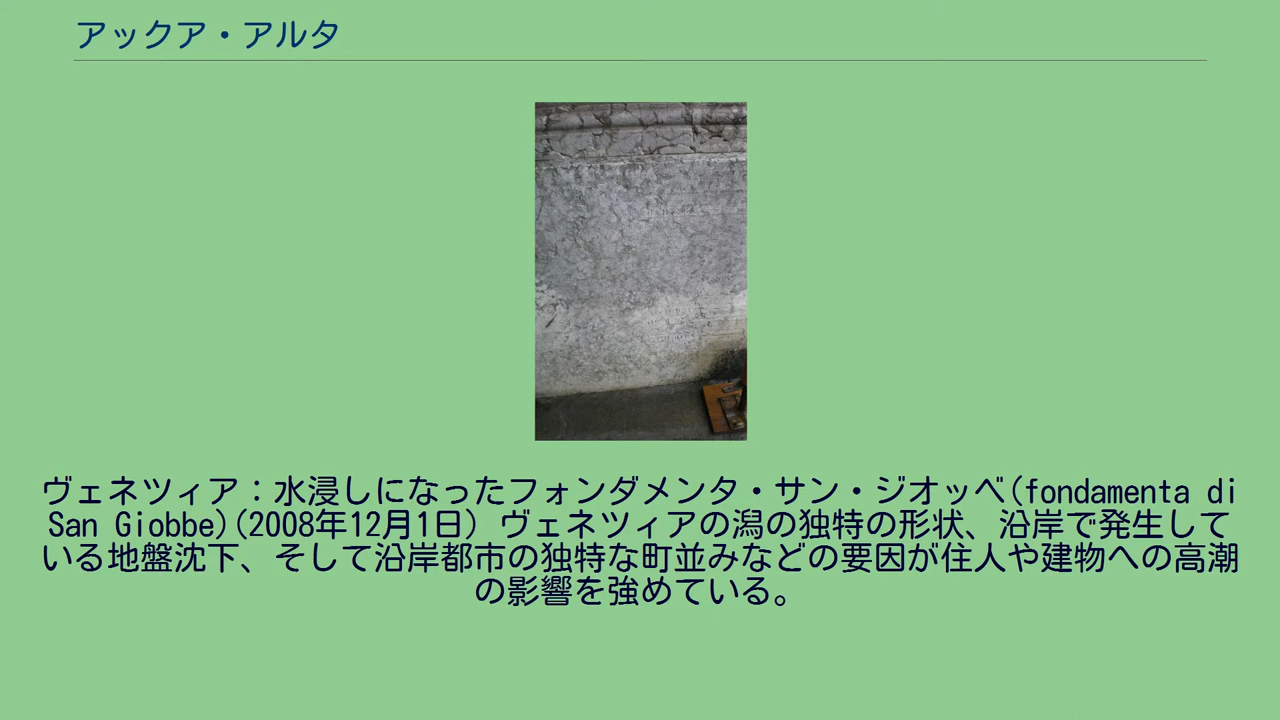 アックア・アルタ
ヴェネツィア：水浸しになったフォンダメンタ・サン・ジオッベ(fondamenta di
San Giobbe)(2008年12月1日) ヴェネツィアの潟の独特の形状、沿岸で発生して
いる地盤沈下、そして沿岸都市の独特な町並みなどの要因が住人や建物への高潮
の影響を強めている。